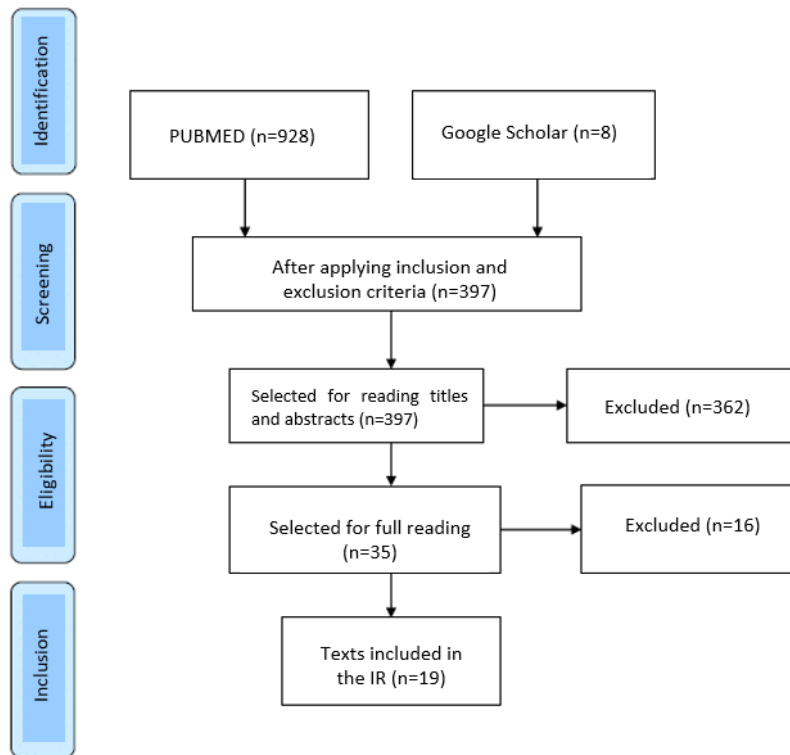 Identification
PUBMED (n=928)
Google Scholar (n=8)
Screening
After applying inclusion and
exclusion criteria (n=397)
Selected for reading titles
and abstracts (n=397)
Excluded (n=362)
Eligibility
Selected for full reading
(n=35)
Excluded (n=16)
Inclusion
Texts included in
the IR (n=19)